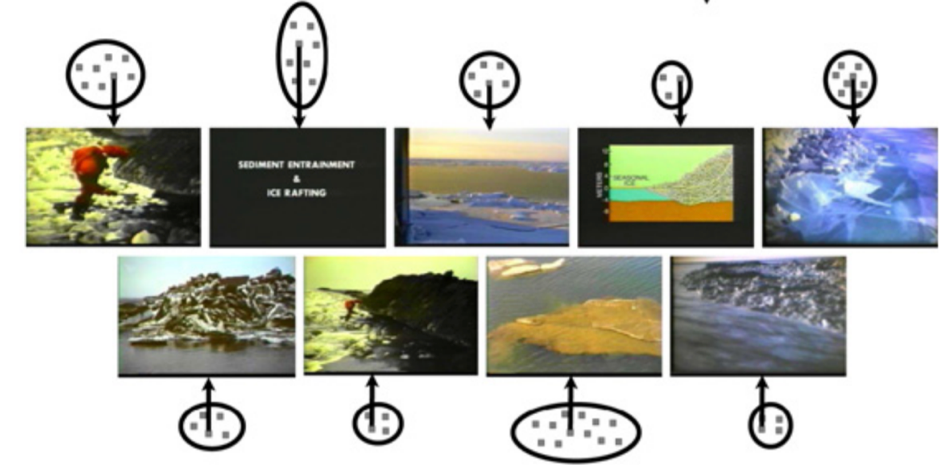 SEDIMENT ENTRAINMENT
&
ICE RAFTING
METERS
SEASONAL
ICE